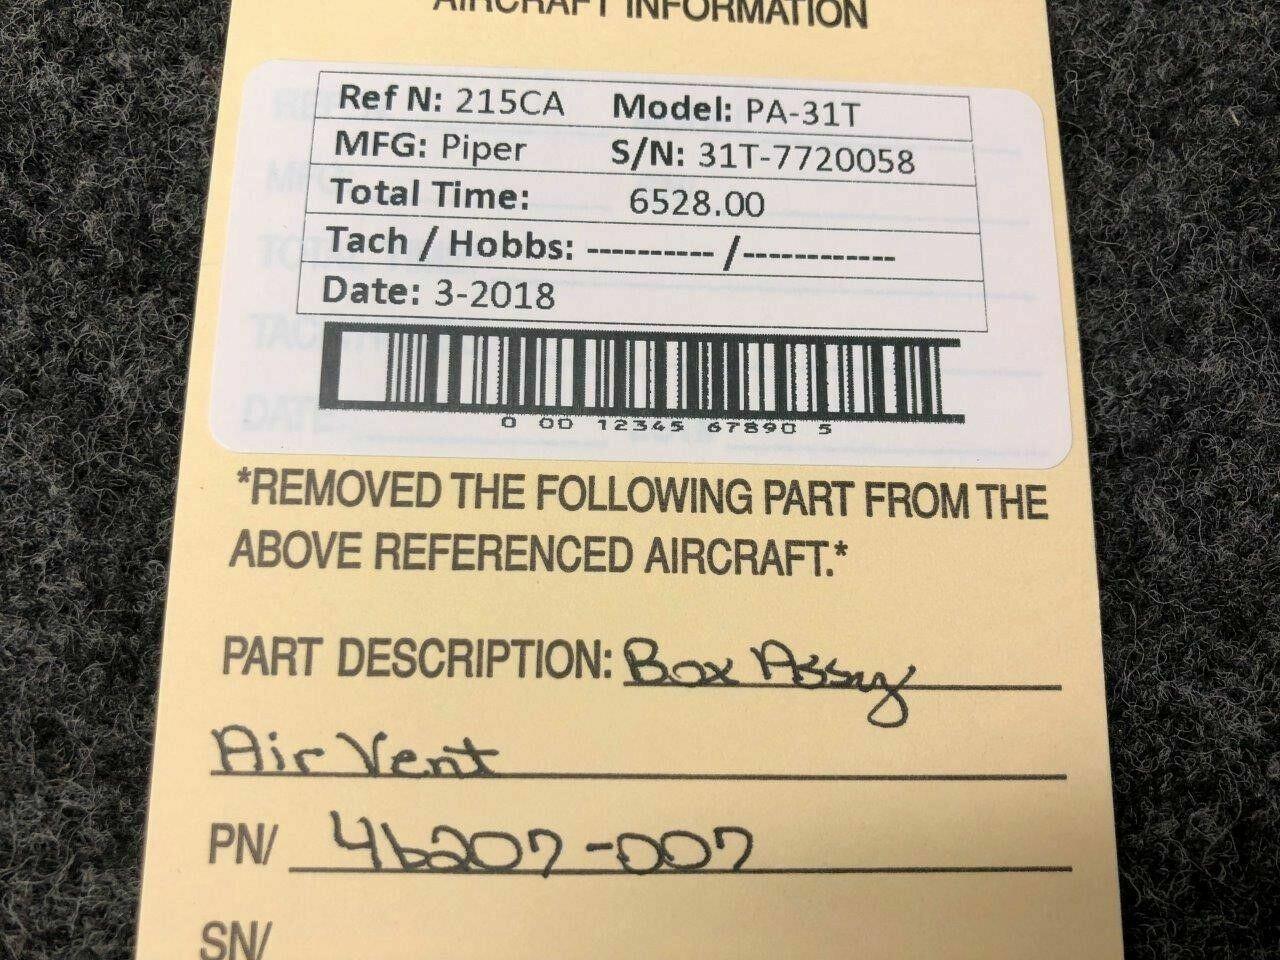 AIRCRAFT INFORMATION
Ref N: 215CA Model: PA-31T
MFG: Piper S/N: 31T-7720058
Total Time: 6528.00
Tach / Hobbs: ---------- /------------
Date: 3-2018
0 00 12345 67890 5
*REMOVED THE FOLLOWING PART FROM THE
ABOVE REFERENCED AIRCRAFT.*
PART DESCRIPTION: Box Assy
Air Vent
PN/ 46207-007
SN/